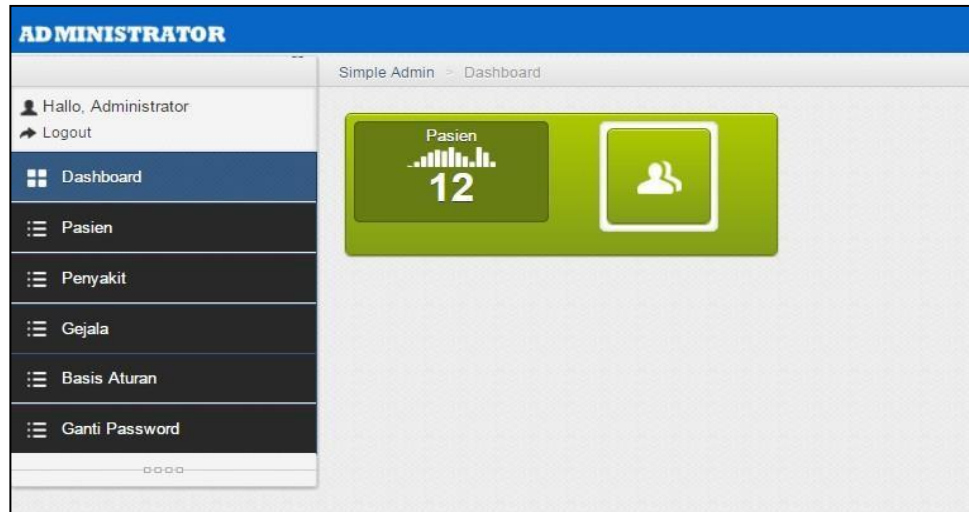 ADMINISTRATOR
Simple Admin > Dashboard
Hallo, Administrator
Logout
Dashboard
Pasien
Penyakit
Gejala
Basis Aturan
Ganti Password
Pasien
12